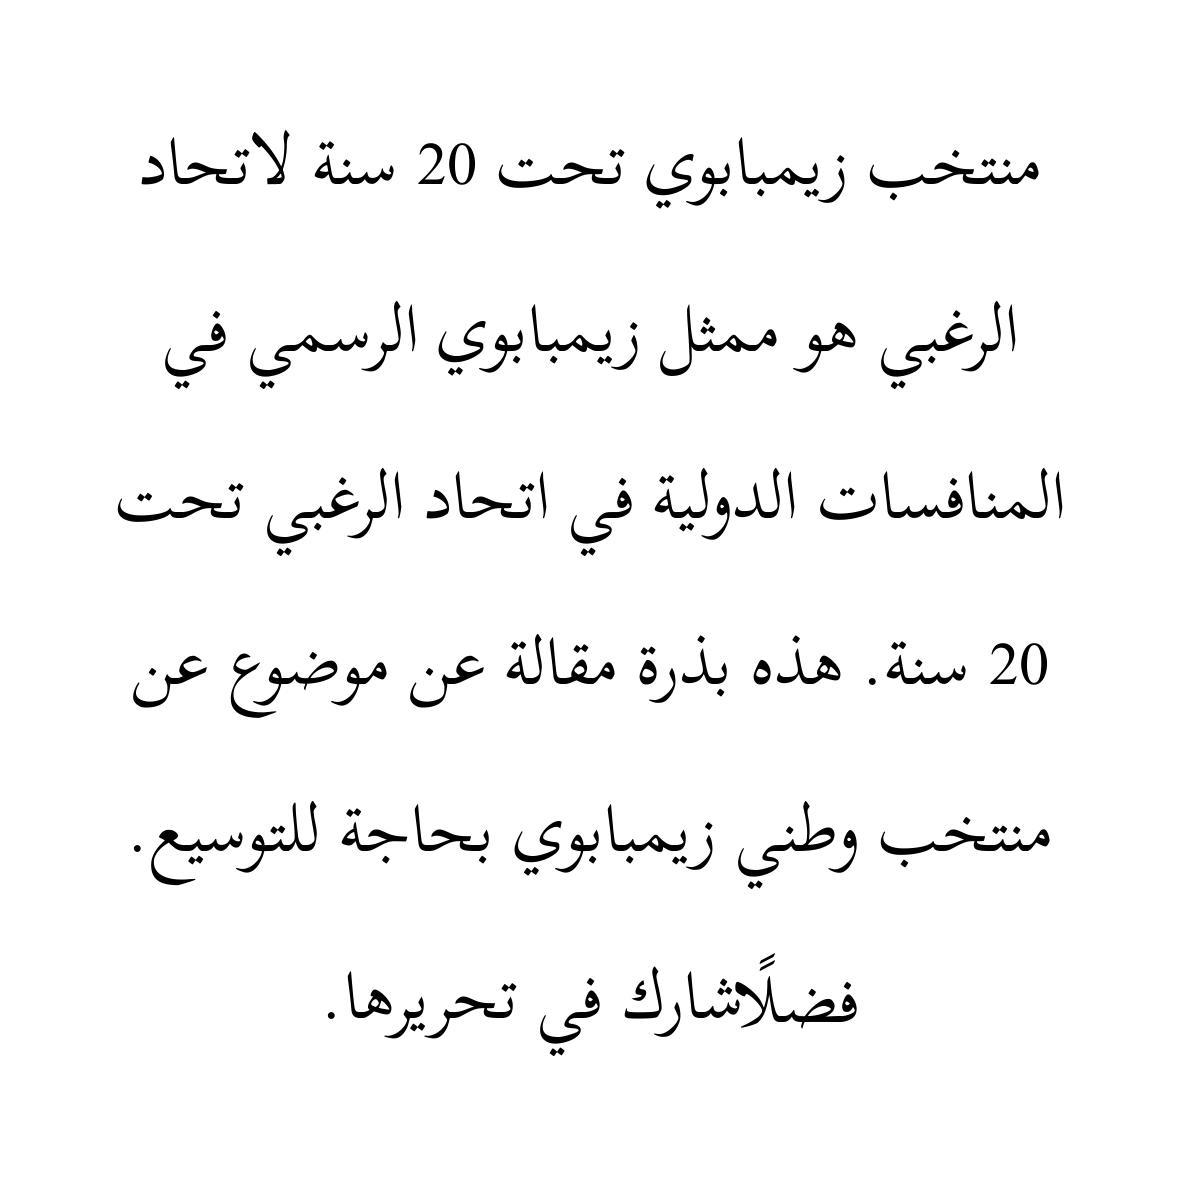 منتخب زيمبابوي تحت 20 سنة لاتحاد
الرغبي هو ممثل زيمبابوي الرسمي في
المنافسات الدولية في اتحاد الرغبي تحت
20 سنة. هذه بذرة مقالة عن موضوع عن
منتخب وطني زيمبابوي بحاجة للتوسيع.
فضلًاشارك في تحريرها.